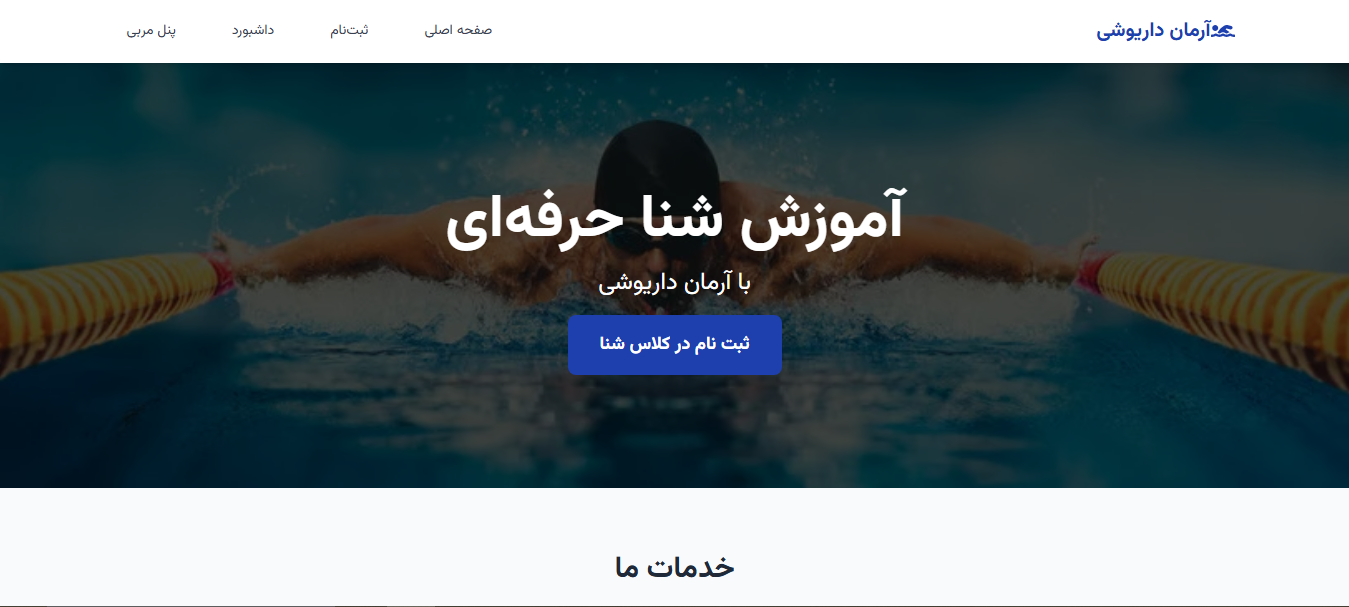 آرمان داریوشی
صفحه اصلی
ثبت‌نام
داشبورد
پنل مربی
آموزش شنا حرفه‌ای
با آرمان داریوشی
ثبت نام در کلاس شنا
خدمات ما